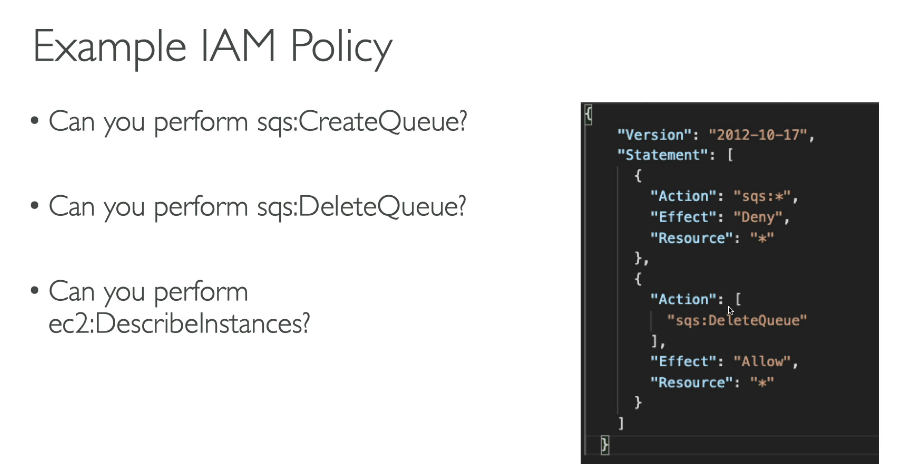 Example IAM Policy
• Can you perform sqs:CreateQueue?
• Can you perform sqs:DeleteQueue?
• Can you perform
ec2:DescribeInstances?
{
"Version": "2012-10-17",
"Statement": [
{
"Action": "sqs:*",
"Effect": "Deny",
"Resource": "*"
},
{
"Action": [
"sqs:DeleteQueue"
],
"Effect": "Allow",
"Resource": "*"
}
]
}